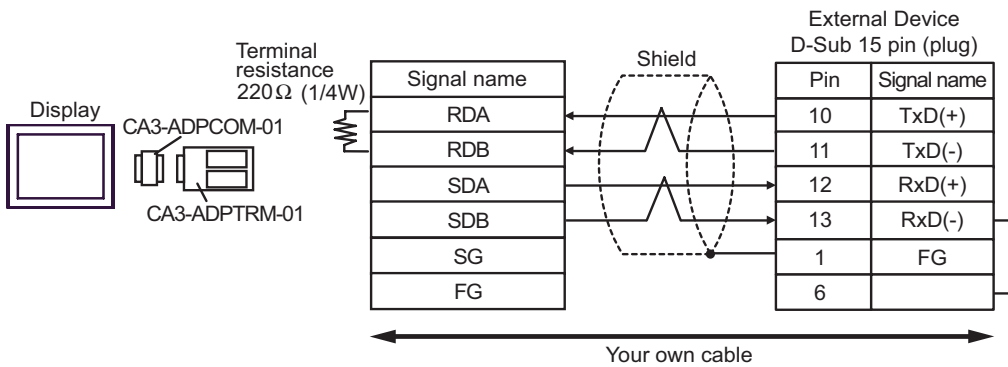 External Device
D-Sub 15 pin (plug)
Terminal
resistance
220Ω (1/4W)
Shield
Display
CA3-ADPCOM-01
CA3-ADPTRM-01
Signal name
RDA
RDB
SDA
SDB
SG
FG
Pin Signal name
10 TxD(+)
11 TxD(-)
12 RxD(+)
13 RxD(-)
1 FG
6
Your own cable